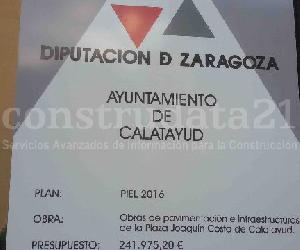 DIPUTACION D ZARAGOZA
AYUNTAMIENTO
DE
CALATAYUD
construdata21
Servicios Avanzados de Información para la Construcción
PLAN: PIEL 2016
OBRA: Obras de pavimentación e infraestructuras
de la Plaza Joaquín Costa de Calatayud.
PRESUPUESTO: 241.975,20 €